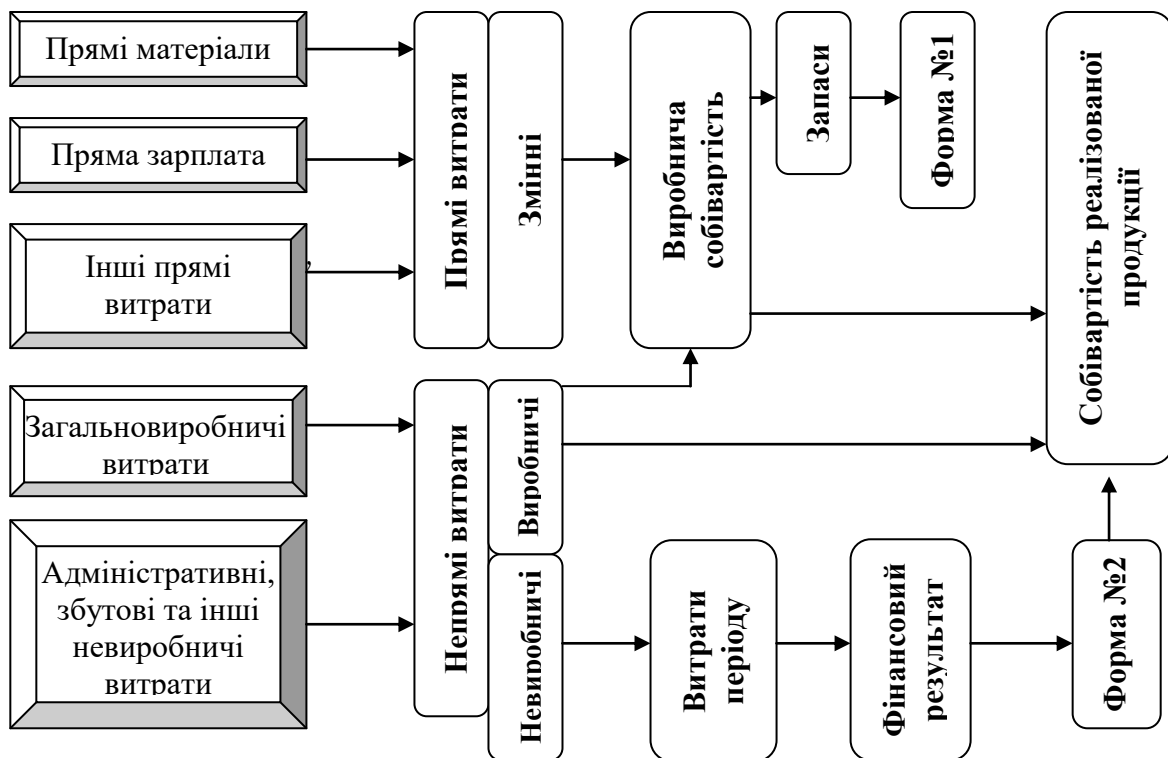 Прямі матеріали
Пряма зарплата
Інші прямі
витрати
,
Загальновиробничі
витрати
Адміністративні,
збутові та інші
невиробничі
витрати
Прямі витрати
Змінні
Непрямі витрати
Виробничі
Невиробничі
Виробнича
собівартість
Запаси
Форма №1
Витрати
періоду
Фінансовий
результат
Форма №2
Собівартість реалізованої
продукції